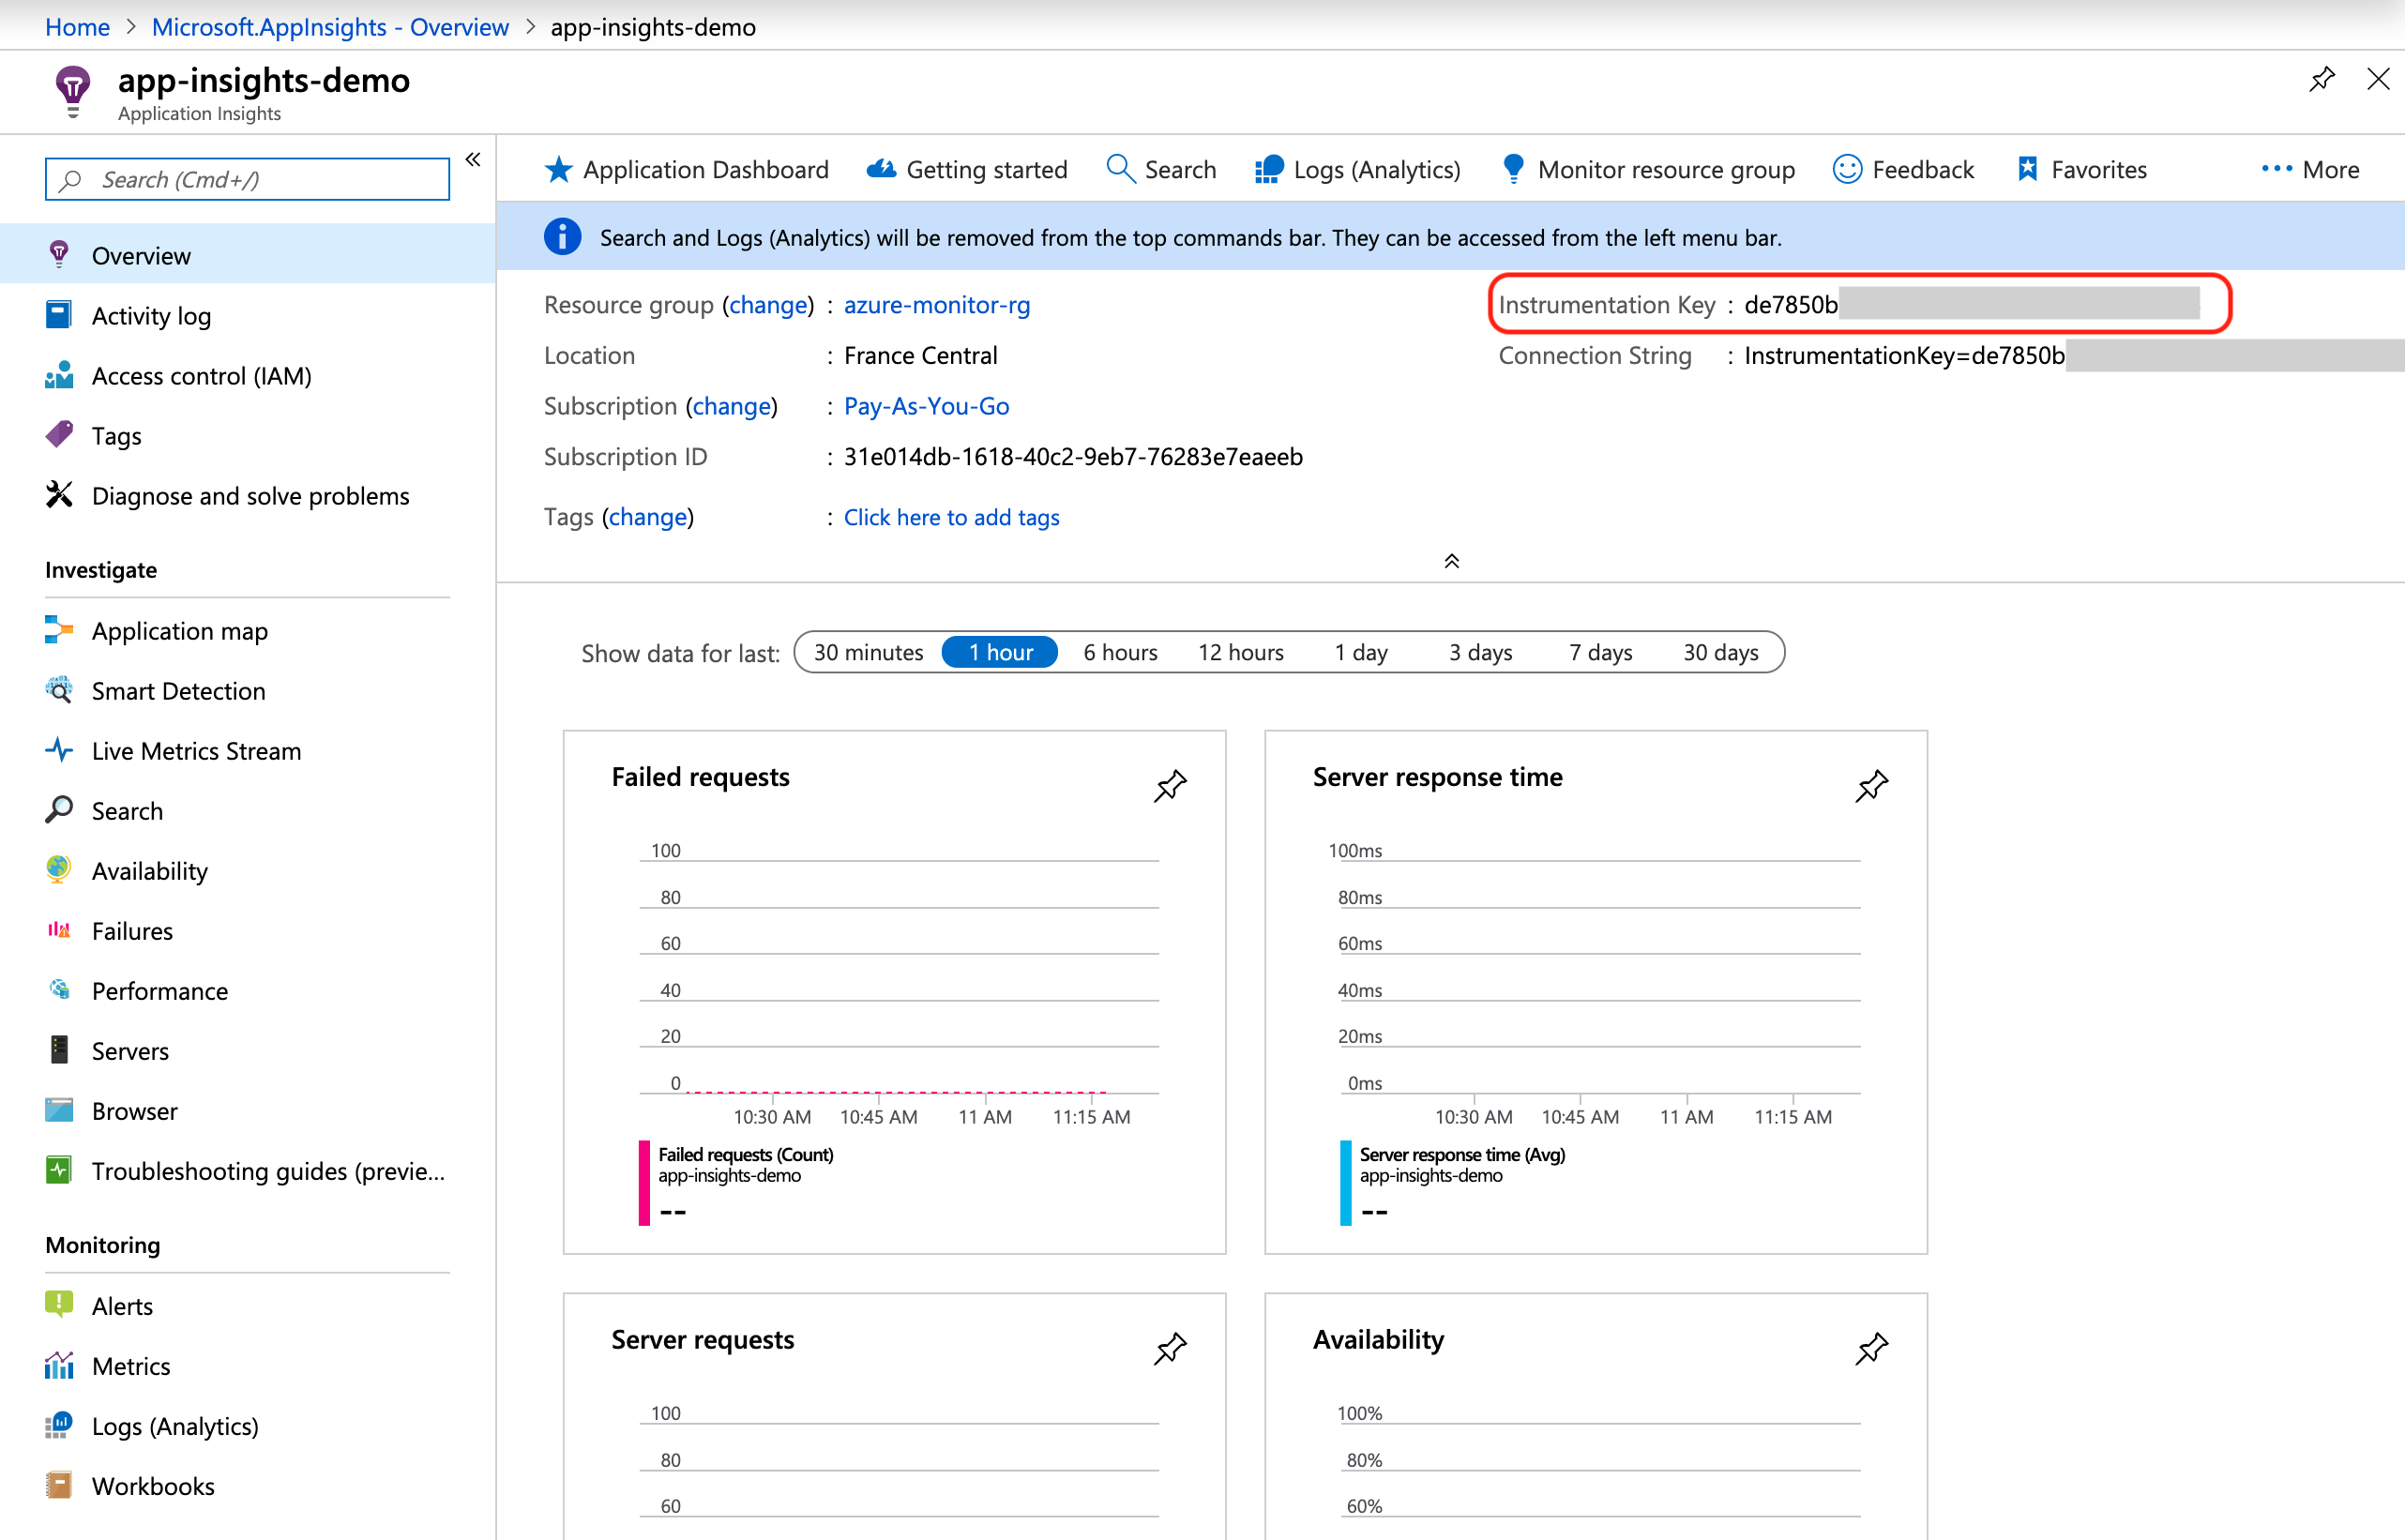 Home > Microsoft.AppInsights - Overview > app-insights-demo
app-insights-demo
Application Insights
Search (Cmd+/)
«
Overview
Activity log
Access control (IAM)
Tags
Diagnose and solve problems
Investigate
Application map
Smart Detection
Live Metrics Stream
Search
Availability
Failures
Performance
Servers
Browser
Troubleshooting guides (previe...
Monitoring
Alerts
Metrics
Logs (Analytics)
Workbooks
Application Dashboard Getting started Search Logs (Analytics) Monitor resource group Feedback Favorites ··· More
Search and Logs (Analytics) will be removed from the top commands bar. They can be accessed from the left menu bar.
Resource group (change) : azure-monitor-rg
Location : France Central
Subscription (change) : Pay-As-You-Go
Subscription ID : 31e014db-1618-40c2-9eb7-76283e7eaeeb
Tags (change) : Click here to add tags
Instrumentation Key : de7850b
Connection String : InstrumentationKey=de7850b
Show data for last: 30 minutes 1 hour 6 hours 12 hours 1 day 3 days 7 days 30 days
Failed requests
100
80
60
40
20
0
10:30 AM 10:45 AM 11 AM 11:15 AM
Failed requests (Count)
app-insights-demo
--
Server response time
100ms
80ms
60ms
40ms
20ms
0ms
10:30 AM 10:45 AM 11 AM 11:15 AM
Server response time (Avg)
app-insights-demo
--
Server requests
100
80
60
Availability
100%
80%
60%